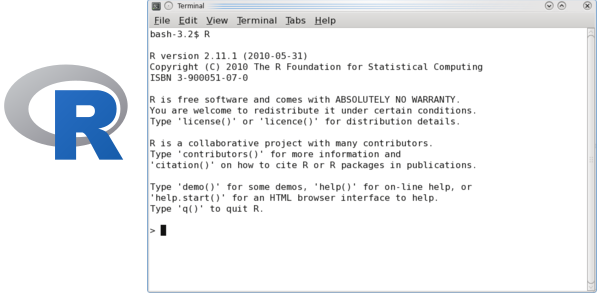 R
Terminal
File Edit View Terminal Tabs Help
bash-3.2$ R
R version 2.11.1 (2010-05-31)
Copyright (C) 2010 The R Foundation for Statistical Computing
ISBN 3-900051-07-0
R is free software and comes with ABSOLUTELY NO WARRANTY.
You are welcome to redistribute it under certain conditions.
Type 'license()' or 'licence()' for distribution details.
R is a collaborative project with many contributors.
Type 'contributors()' for more information and
'citation()' on how to cite R or R packages in publications.
Type 'demo()' for some demos, 'help()' for on-line help, or
'help.start()' for an HTML browser interface to help.
Type 'q()' to quit R.
>